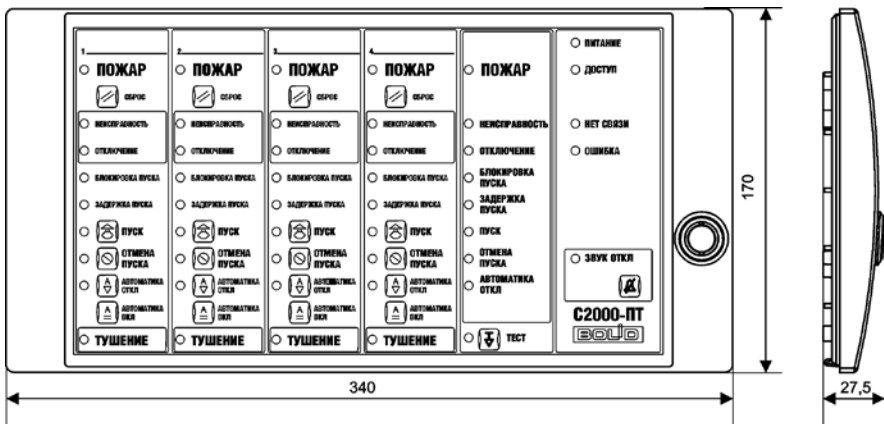 1
ПОЖАР
СБРОС
НЕИСПРАВНОСТЬ
ОТКЛЮЧЕНИЕ
БЛОКИРОВКА ПУСКА
ЗАДЕРЖКА ПУСКА
ПУСК
ОТМЕНА
ПУСКА
А
АВТОМАТИКА
ОТКЛ
А
АВТОМАТИКА
ВКЛ
ТУШЕНИЕ
2
ПОЖАР
СБРОС
НЕИСПРАВНОСТЬ
ОТКЛЮЧЕНИЕ
БЛОКИРОВКА ПУСКА
ЗАДЕРЖКА ПУСКА
ПУСК
ОТМЕНА
ПУСКА
А
АВТОМАТИКА
ОТКЛ
А
АВТОМАТИКА
ВКЛ
ТУШЕНИЕ
3
ПОЖАР
СБРОС
НЕИСПРАВНОСТЬ
ОТКЛЮЧЕНИЕ
БЛОКИРОВКА ПУСКА
ЗАДЕРЖКА ПУСКА
ПУСК
ОТМЕНА
ПУСКА
А
АВТОМАТИКА
ОТКЛ
А
АВТОМАТИКА
ВКЛ
ТУШЕНИЕ
4
ПОЖАР
СБРОС
НЕИСПРАВНОСТЬ
ОТКЛЮЧЕНИЕ
БЛОКИРОВКА ПУСКА
ЗАДЕРЖКА ПУСКА
ПУСК
ОТМЕНА
ПУСКА
А
АВТОМАТИКА
ОТКЛ
А
АВТОМАТИКА
ВКЛ
ТУШЕНИЕ
ПОЖАР
НЕИСПРАВНОСТЬ
ОТКЛЮЧЕНИЕ
БЛОКИРОВКА
ПУСКА
ЗАДЕРЖКА
ПУСКА
ПУСК
ОТМЕНА
ПУСКА
АВТОМАТИКА
ОТКЛ
ТЕСТ
ПИТАНИЕ
ДОСТУП
НЕТ СВЯЗИ
ОШИБКА
ЗВУК ОТКЛ
С2000-ПТ
BOLID
170
340
27,5